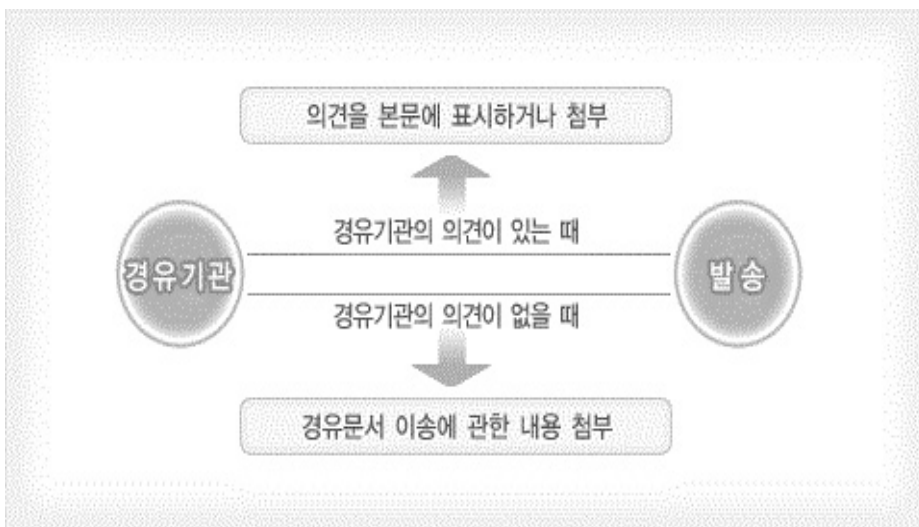 의견을 본문에 표시하거나 첨부
경유기관의 의견이 있는 때
경유기관
발송
경유기관의 의견이 없을 때
경유문서 이송에 관한 내용 첨부